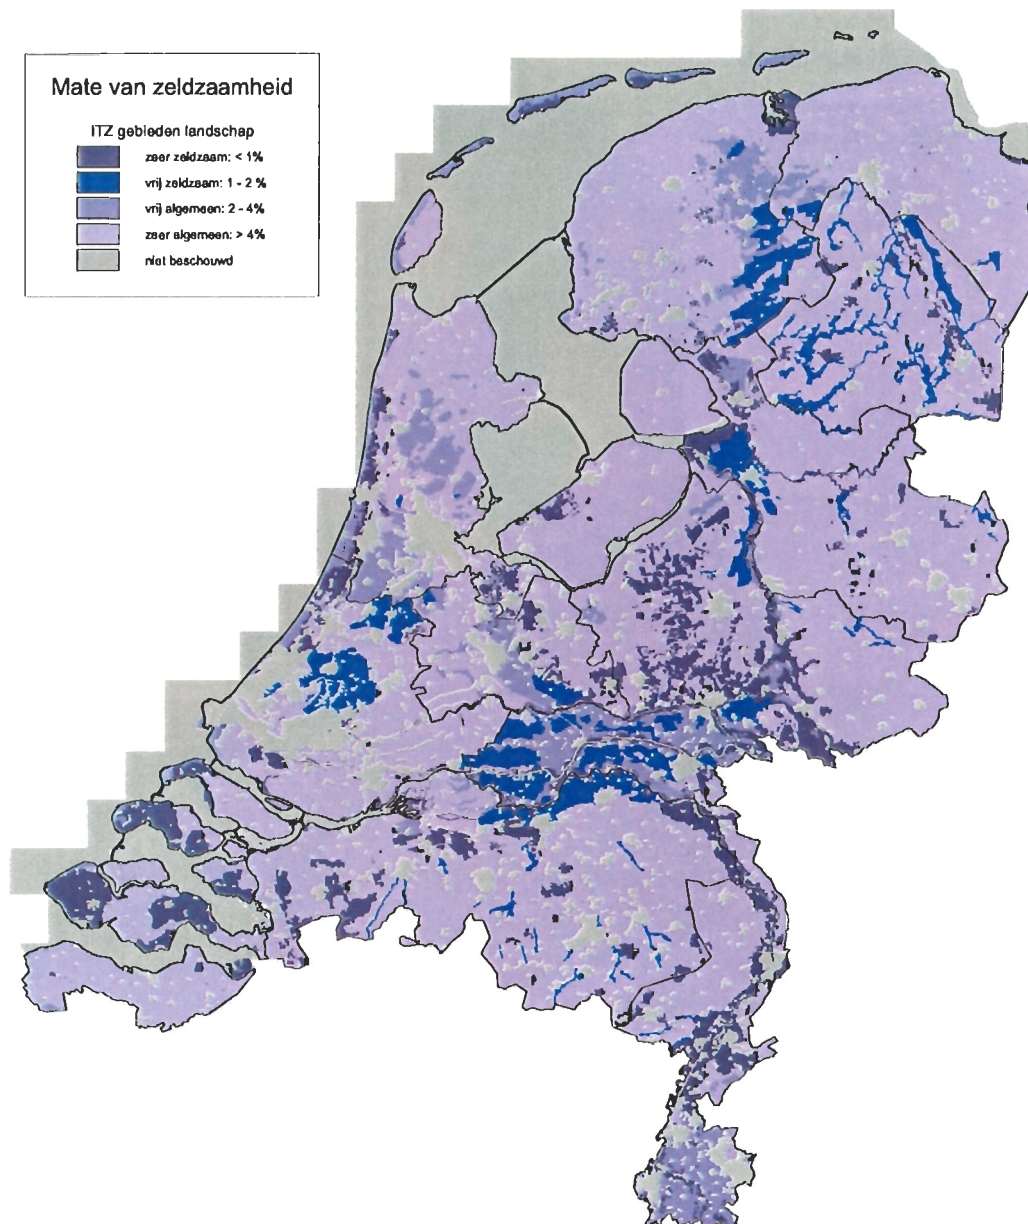 Mate van zeldzaamheid
ITZ gebieden landschap
zeer zeldzaam: < 1%
vrij zeldzaam: 1 - 2 %
vrij algemeen: 2 - 4%
zeer algemeen: > 4%
niet beschouwd